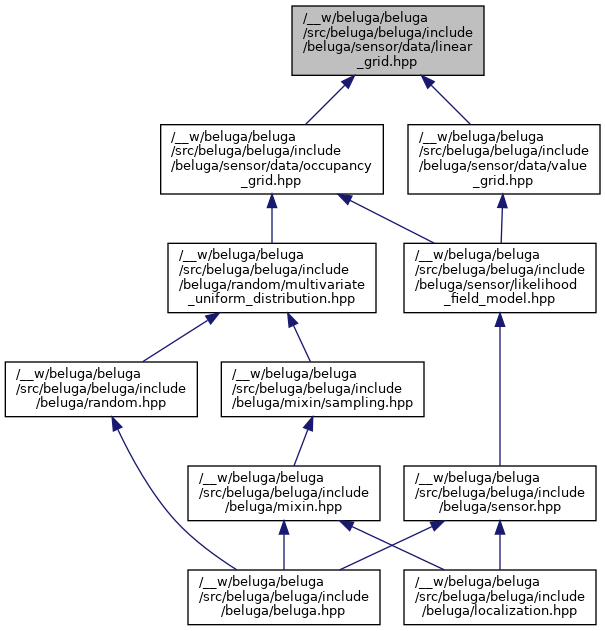 /__w/beluga/beluga
/src/beluga/beluga/include
/beluga/sensor/data/linear
_grid.hpp
/__w/beluga/beluga
/src/beluga/beluga/include
/beluga/sensor/data/occupancy
_grid.hpp
/__w/beluga/beluga
/src/beluga/beluga/include
/beluga/sensor/data/value
_grid.hpp
/__w/beluga/beluga
/src/beluga/beluga/include
/beluga/random/multivariate
_uniform_distribution.hpp
/__w/beluga/beluga
/src/beluga/beluga/include
/beluga/sensor/likelihood
_field_model.hpp
/__w/beluga/beluga
/src/beluga/beluga/include
/beluga/random.hpp
/__w/beluga/beluga
/src/beluga/beluga/include
/beluga/mixin/sampling.hpp
/__w/beluga/beluga
/src/beluga/beluga/include
/beluga/mixin.hpp
/__w/beluga/beluga
/src/beluga/beluga/include
/beluga/sensor.hpp
/__w/beluga/beluga
/src/beluga/beluga/include
/beluga/beluga.hpp
/__w/beluga/beluga
/src/beluga/beluga/include
/beluga/localization.hpp